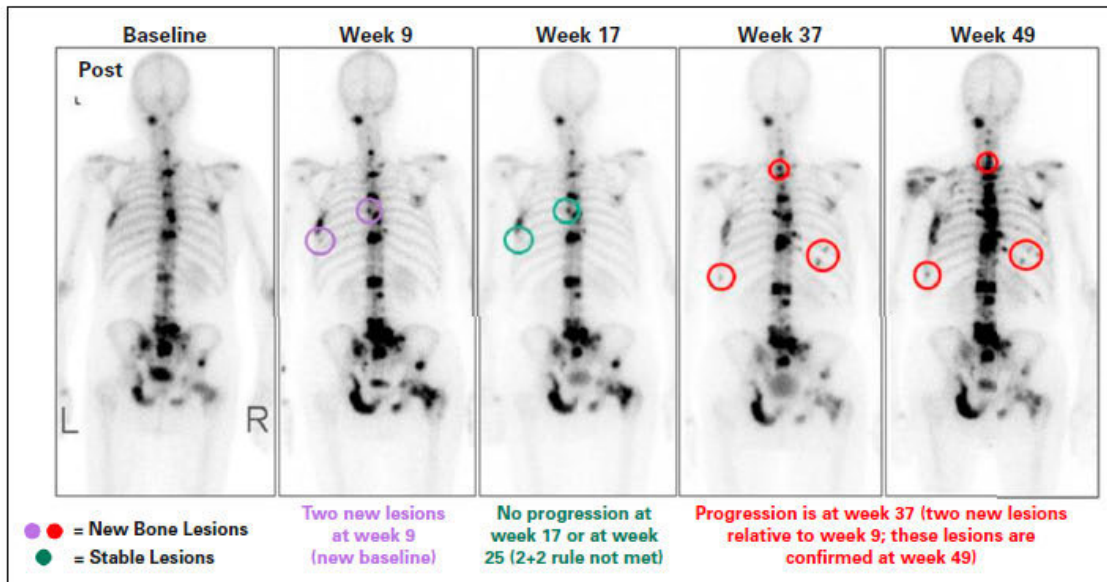 Baseline
Week 9
Week 17
Week 37
Week 49
Post
L
L
R
= New Bone Lesions
= Stable Lesions
Two new lesions
at week 9
(new baseline)
No progression at
week 17 or at week
25 (2+2 rule not met)
Progression is at week 37 (two new lesions
relative to week 9; these lesions are
confirmed at week 49)